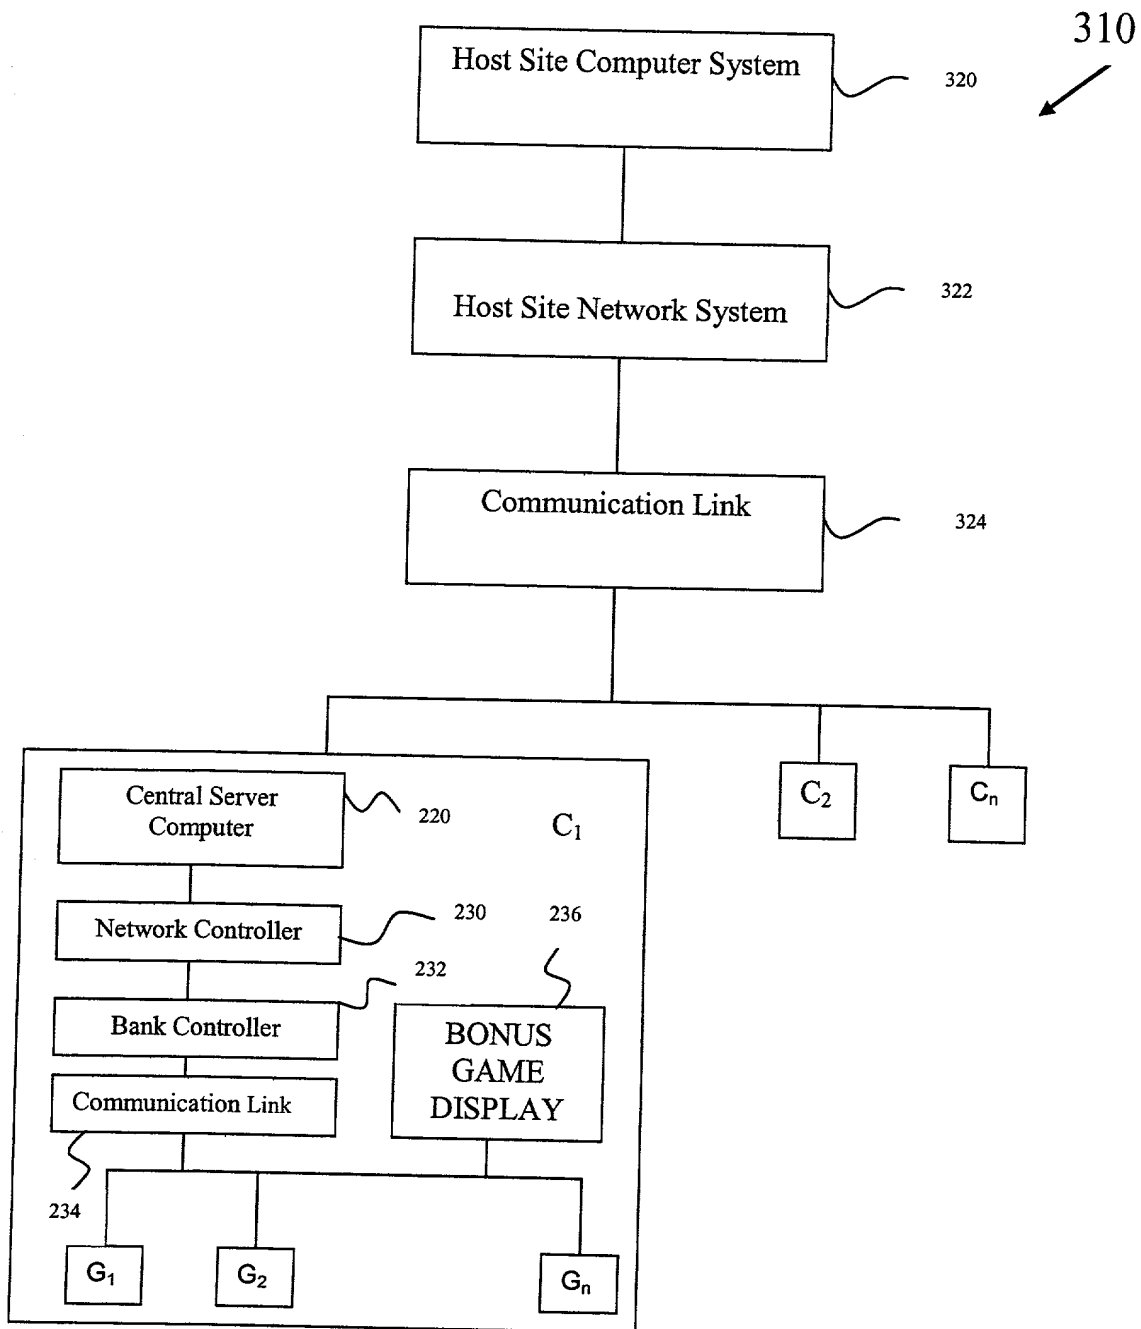 310
Host Site Computer System
320
Host Site Network System
322
Communication Link
324
Central Server
Computer
220
C₁
C₂
Cₙ
Network Controller
230
236
232
Bank Controller
BONUS
GAME
DISPLAY
Communication Link
234
G₁
G₂
Gₙ